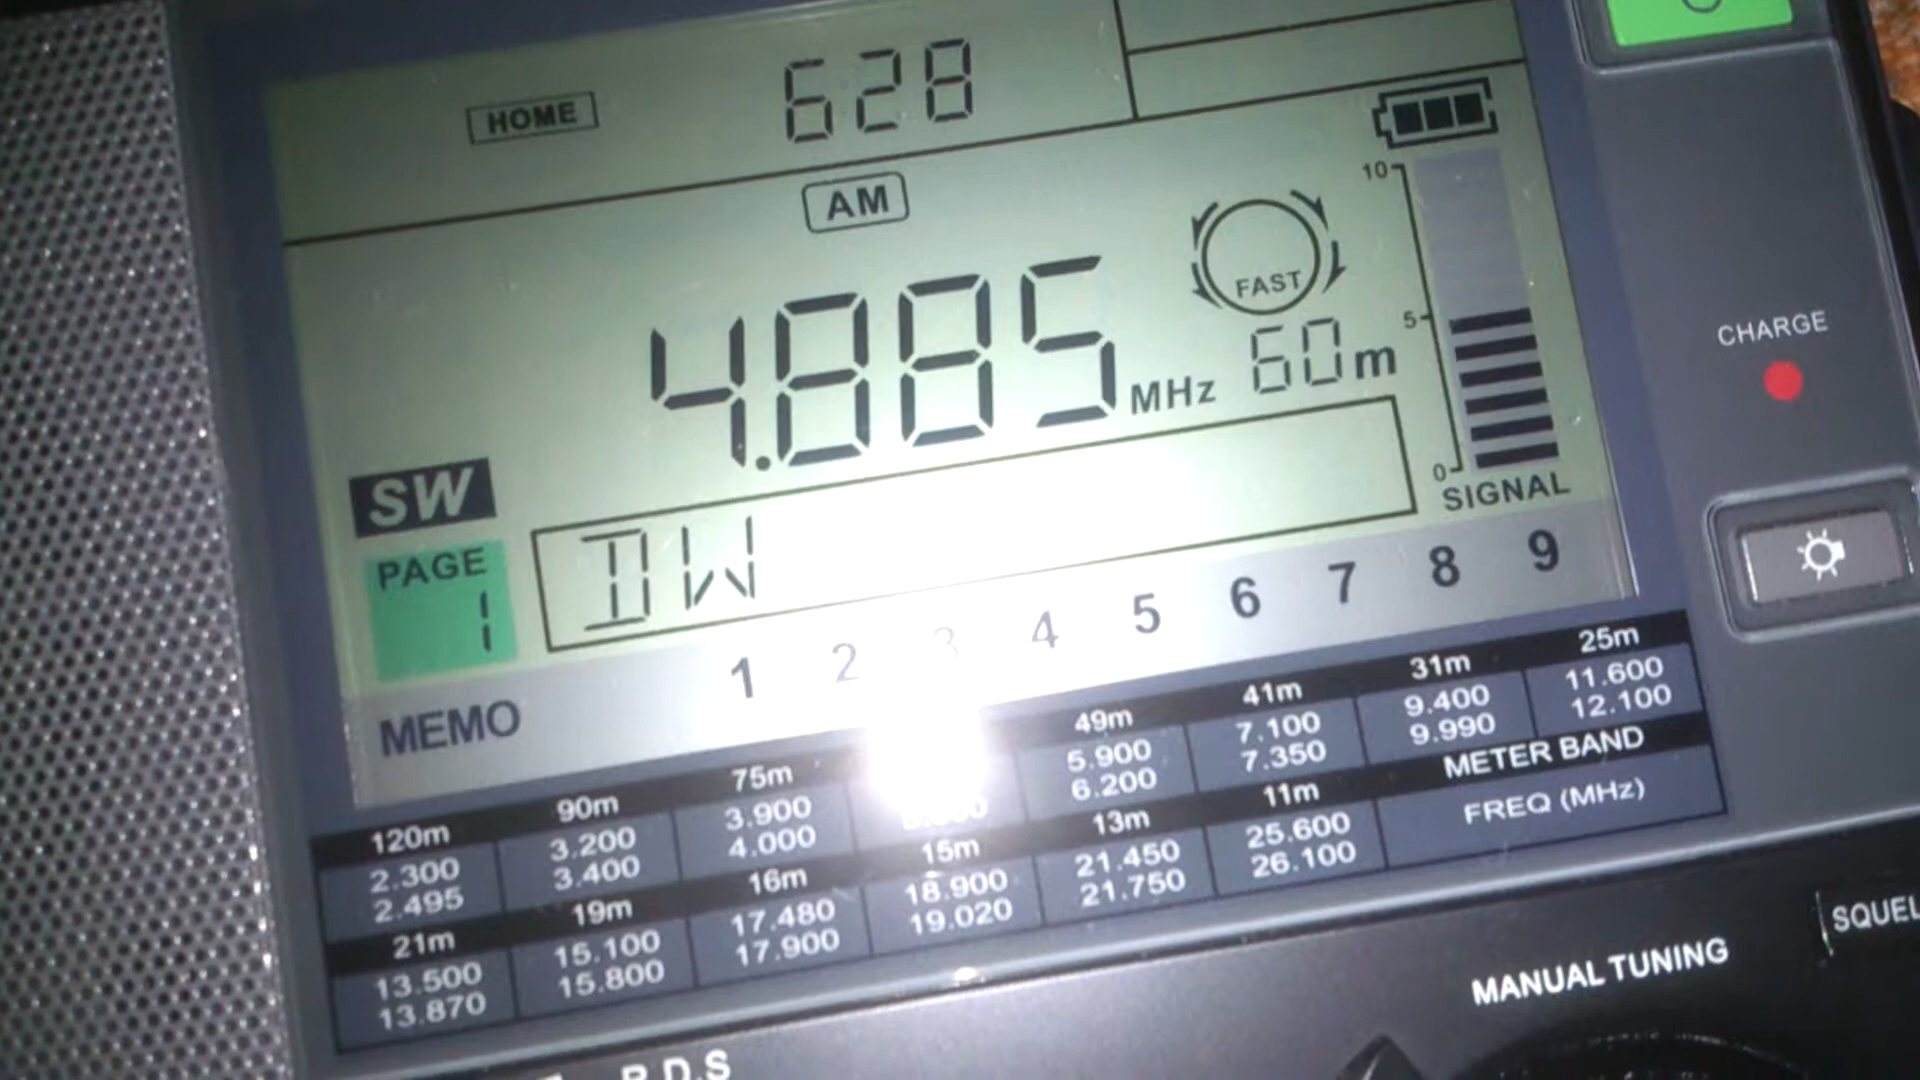 HOME 628
AM
10
FAST
4.885 MHz 60m
5
CHARGE
0
SIGNAL
SW
PAGE
1
DW
MEMO 1 2 3 4 5 6 7 8 9
120m 90m 75m 49m 41m 31m 25m
2.300 3.200 3.900 5.900 7.100 9.400 11.600
2.495 3.400 4.000 6.200 7.350 9.990 12.100
21m 19m 16m 15m 13m 11m METER BAND
13.500 15.100 17.480 18.900 21.450 25.600 FREQ (MHz)
13.870 15.800 17.900 19.020 21.750 26.100
MANUAL TUNING
SQUEL
R.D.S